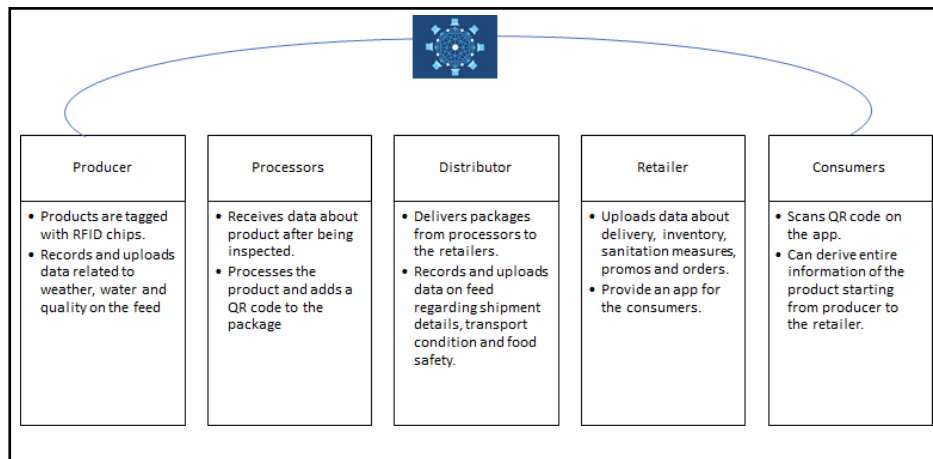 Producer
• Products are tagged
with RFID chips.
• Records and uploads
data related to
weather, water and
quality on the feed
Processors
• Receives data about
product after being
inspected.
• Processes the
product and adds a
QR code to the
package
Distributor
• Delivers packages
from processors to
the retailers.
• Records and uploads
data on feed
regarding shipment
details, transport
condition and food
safety.
Retailer
• Uploads data about
delivery, inventory,
sanitation measures,
promos and orders.
• Provide an app for
the consumers.
Consumers
• Scans QR code on
the app.
• Can derive entire
information of the
product starting
from producer to
the retailer.